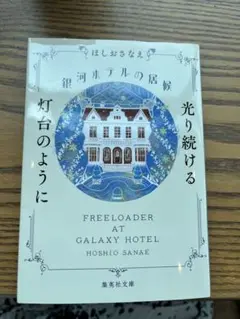 ほしおさなえ
銀河ホテルの居候
光り続ける
灯台のように
FREELOADER
AT
GALAXY HOTEL
HOSHIO SANAE
集英社文庫